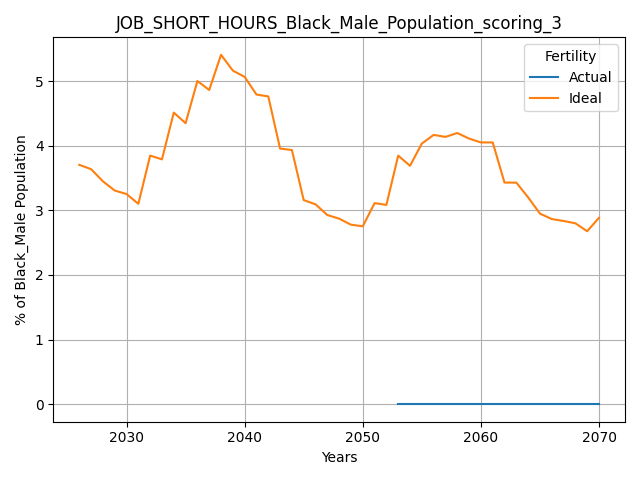 JOB_SHORT_HOURS_Black_Male_Population_scoring_3
Fertility
Actual
Ideal
% of Black_Male Population
5
4
3
2
1
0
2030 2040 2050 2060 2070
Years